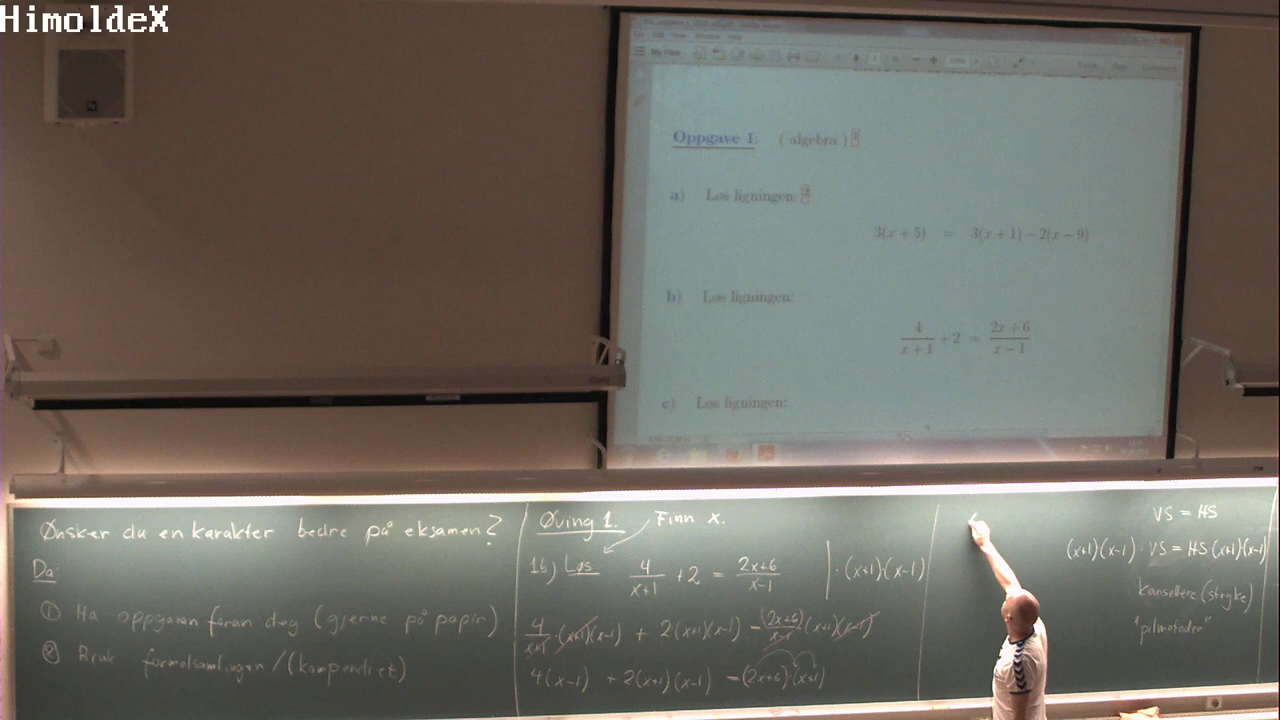 HimoldeX
My Files
Oppgave 1: ( algebra )
a) Løs ligningen:
3(x + 5) = 3(x + 1) − 2(x − 9)
b) Løs ligningen:
4/(x + 1) + 2 = (2x + 6)/(x − 1)
c) Løs ligningen:
Ønsker du en karakter bedre på eksamen?
Da:
① Ha oppgaven foran deg (gjerne på papir)
② Bruk formelsamlingen/(kompendiet)
Øving 1. Finn x.
1b) Løs 4/(x+1) + 2 = (2x+6)/(x-1) | ·(x+1)(x-1)
4/(x+1) · (x+1)(x-1) + 2(x+1)(x-1) = (2x+6)/(x-1) (x+1)(x-1)
4(x-1) + 2(x+1)(x-1) = (2x+6)·(x+1)
VS = HS
(x+1)(x-1) · VS = HS (x+1)(x-1)
kansellere (stryke)
"pilmetoden"